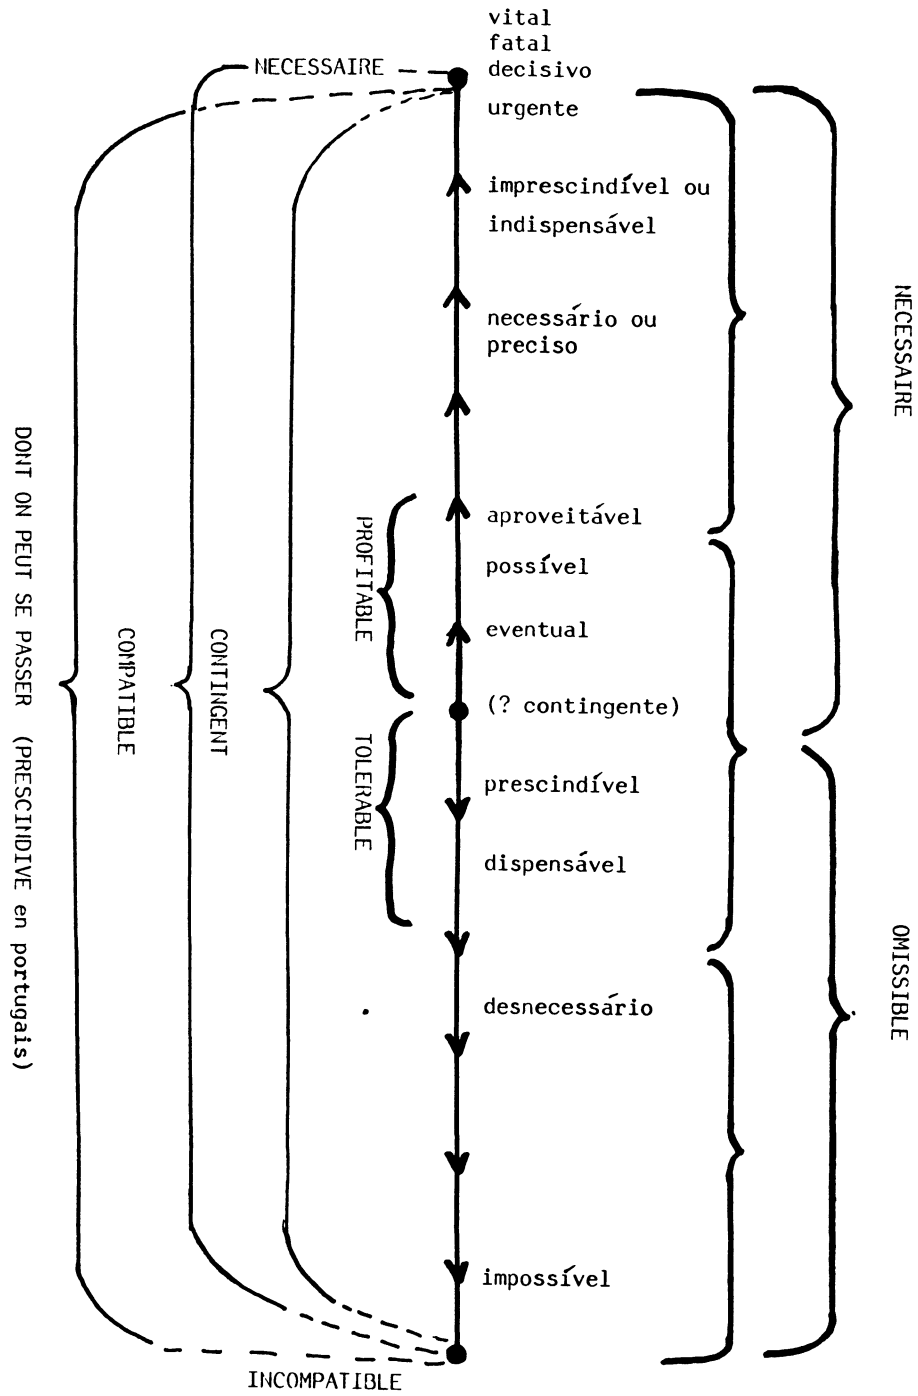 vital
fatal
NECESSAIRE
decisivo
urgente
imprescindível ou
indispensável
necessário ou
preciso
aproveitável
possível
eventual
(? contingente)
prescindível
dispensável
desnecessário
impossível
INCOMPATIBLE
PROFITABLE
TOLERABLE
CONTINGENT
COMPATIBLE
DONT ON PEUT SE PASSER (PRESCINDIVE en portugais)
NECESSAIRE
OMISSIBLE